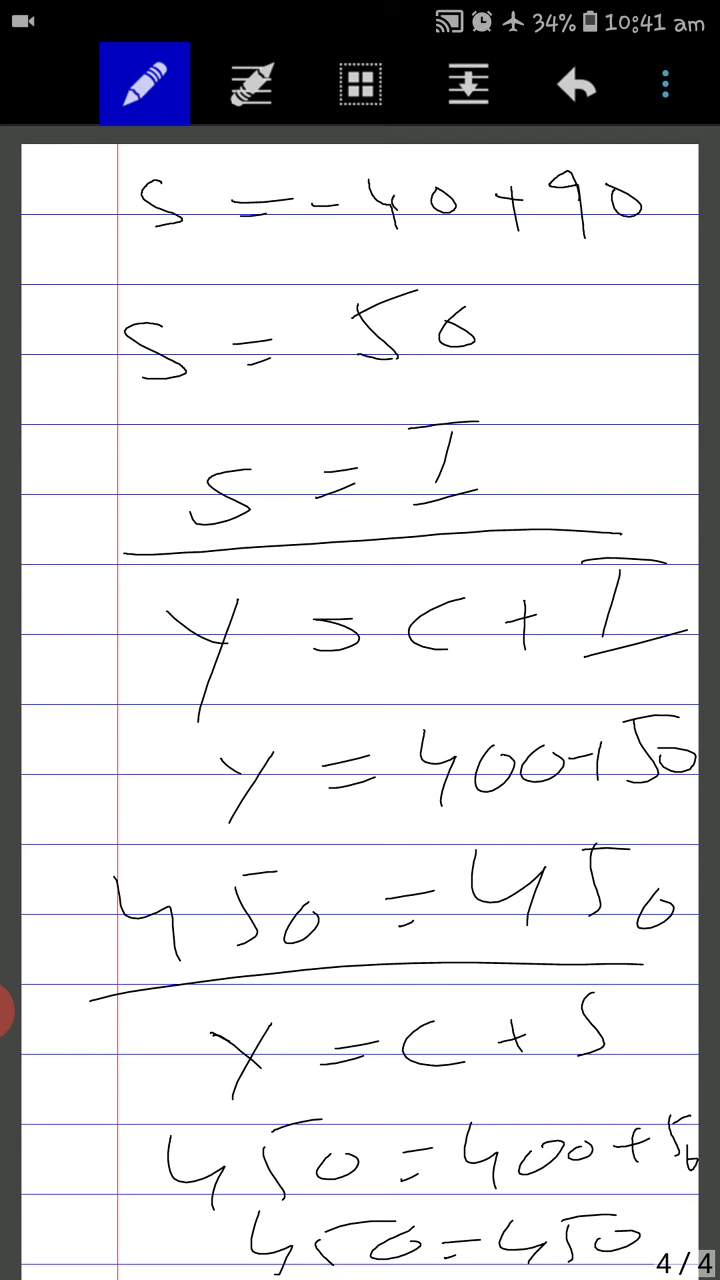 34% 10:41 am
S = - 40 + 90
S = 50
S = I
Y = C + I
Y = 400 + 50
450 = 450
Y = C + S
450 = 400 + 50
450 = 450
4 / 4